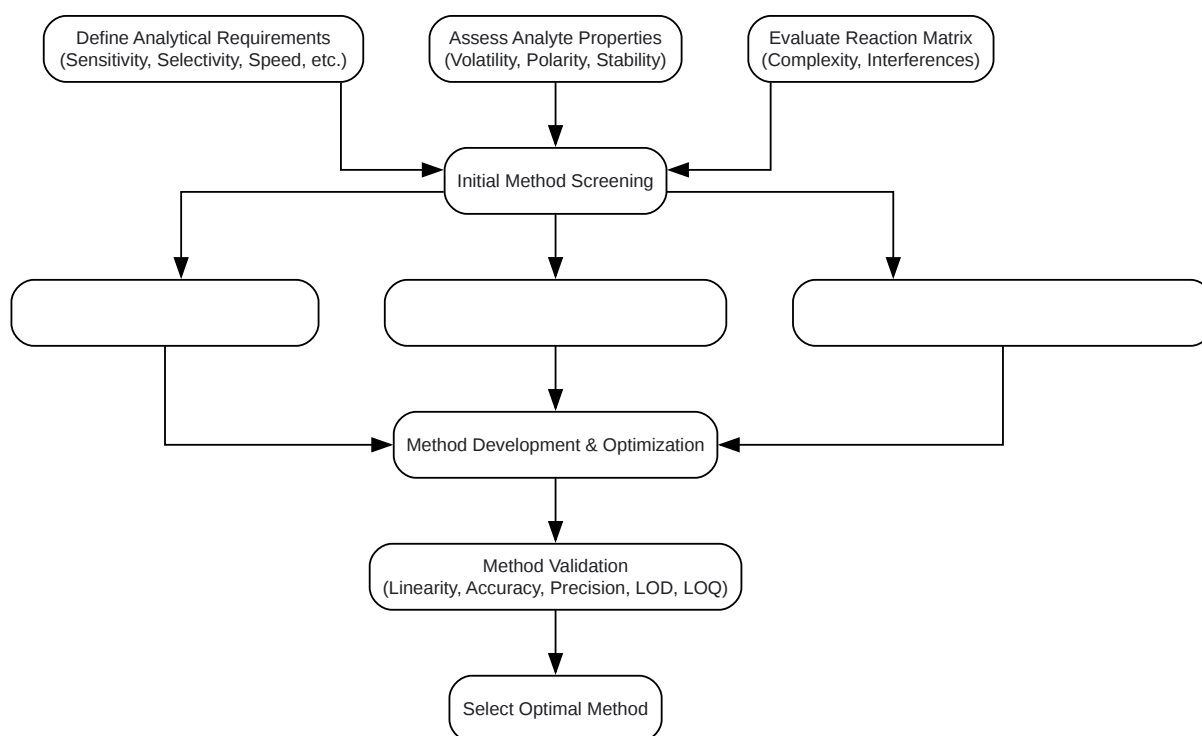 Define Analytical Requirements
(Sensitivity, Selectivity, Speed, etc.)
Assess Analyte Properties
(Volatility, Polarity, Stability)
Evaluate Reaction Matrix
(Complexity, Interferences)
Initial Method Screening
Method Development & Optimization
Method Validation
(Linearity, Accuracy, Precision, LOD, LOQ)
Select Optimal Method